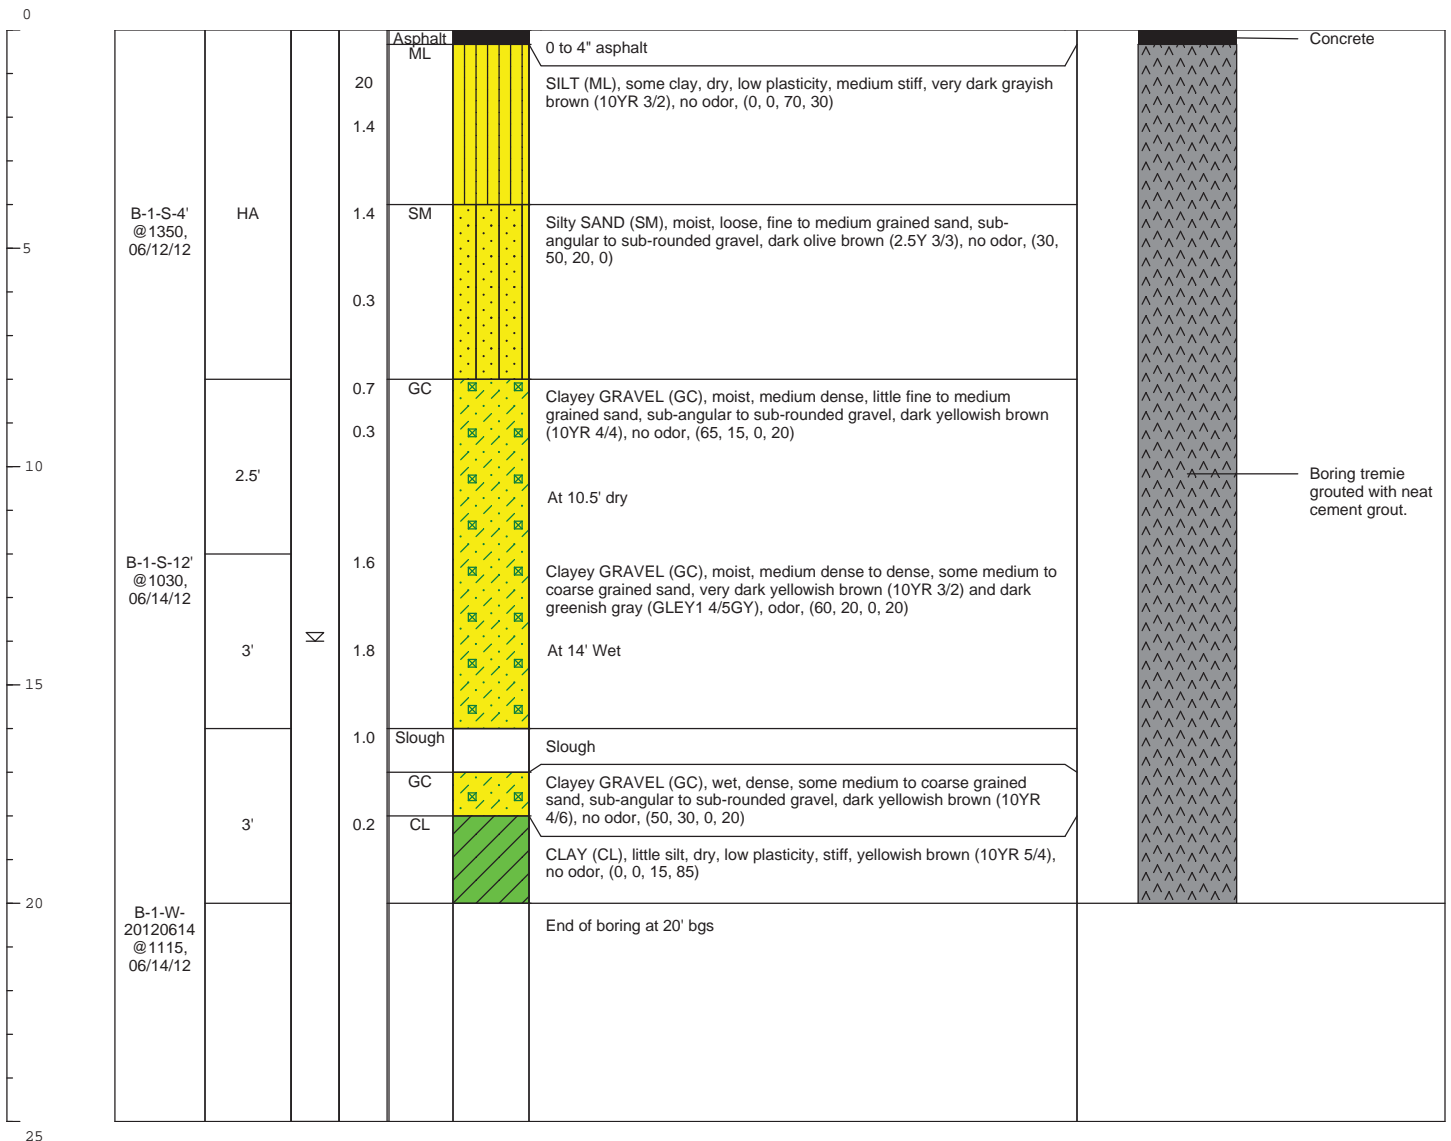 0
Asphalt
0 to 4" asphalt
Concrete
ML
20
SILT (ML), some clay, dry, low plasticity, medium stiff, very dark grayish
brown (10YR 3/2), no odor, (0, 0, 70, 30)
1.4
B-1-S-4'
@1350,
06/12/12
HA
1.4
SM
Silty SAND (SM), moist, loose, fine to medium grained sand, sub-
angular to sub-rounded gravel, dark olive brown (2.5Y 3/3), no odor, (30,
50, 20, 0)
5
0.3
0.7
GC
Clayey GRAVEL (GC), moist, medium dense, little fine to medium
grained sand, sub-angular to sub-rounded gravel, dark yellowish brown
(10YR 4/4), no odor, (65, 15, 0, 20)
0.3
10
2.5'
At 10.5' dry
Boring tremie
grouted with neat
cement grout.
B-1-S-12'
@1030,
06/14/12
1.6
Clayey GRAVEL (GC), moist, medium dense to dense, some medium to
coarse grained sand, very dark yellowish brown (10YR 3/2) and dark
greenish gray (GLEY1 4/5GY), odor, (60, 20, 0, 20)
3'
1.8
At 14' Wet
15
1.0
Slough
Slough
GC
Clayey GRAVEL (GC), wet, dense, some medium to coarse grained
sand, sub-angular to sub-rounded gravel, dark yellowish brown (10YR
4/6), no odor, (50, 30, 0, 20)
3'
0.2
CL
CLAY (CL), little silt, dry, low plasticity, stiff, yellowish brown (10YR 5/4),
no odor, (0, 0, 15, 85)
20
B-1-W-
20120614
@1115,
06/14/12
End of boring at 20' bgs
25